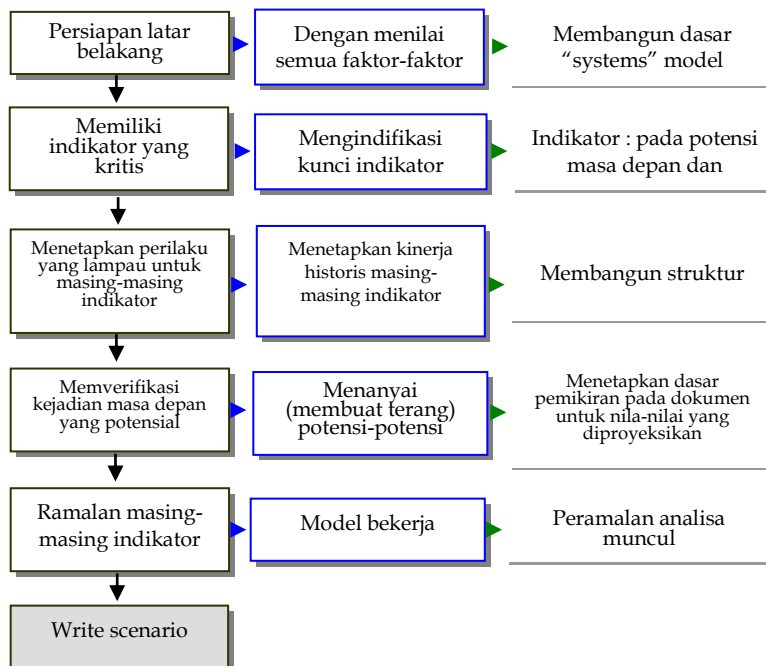 Persiapan latar
belakang
Dengan menilai
semua faktor-faktor
Membangun dasar
“systems” model
Memiliki
indikator yang
kritis
Mengindifikasi
kunci indikator
Indikator : pada potensi
masa depan dan
Menetapkan perilaku
yang lampau untuk
masing-masing
indikator
Menetapkan kinerja
historis masing-
masing indikator
Membangun struktur
Memverifikasi
kejadian masa depan
yang potensial
Menanyai
(membuat terang)
potensi-potensi
Menetapkan dasar
pemikiran pada dokumen
untuk nila-nilai yang
diproyeksikan
Ramalan masing-
masing indikator
Model bekerja
Peramalan analisa
muncul
Write scenario